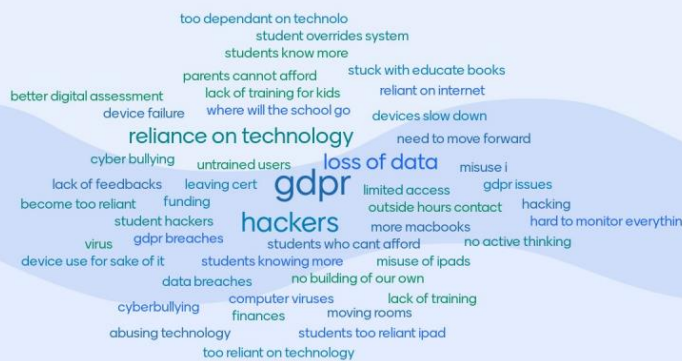 too dependant on technolo
student overrides system
students know more
stuck with educate books
parents cannot afford
better digital assessment
lack of training for kids
reliant on internet
device failure
where will the school go
devices slow down
reliance on technology
need to move forward
cyber bullying
untrained users
loss of data
misuse i
lack of feedbacks
leaving cert
gdpr
limited access
gdpr issues
become too reliant
funding
outside hours contact
hacking
student hackers
hackers
more macbooks
hard to monitor everythin
virus
gdpr breaches
students who cant afford
no active thinking
device use for sake of it
students knowing more
misuse of ipads
data breaches
no building of our own
cyberbullying
computer viruses
lack of training
finances
moving rooms
abusing technology
students too reliant ipad
too reliant on technology